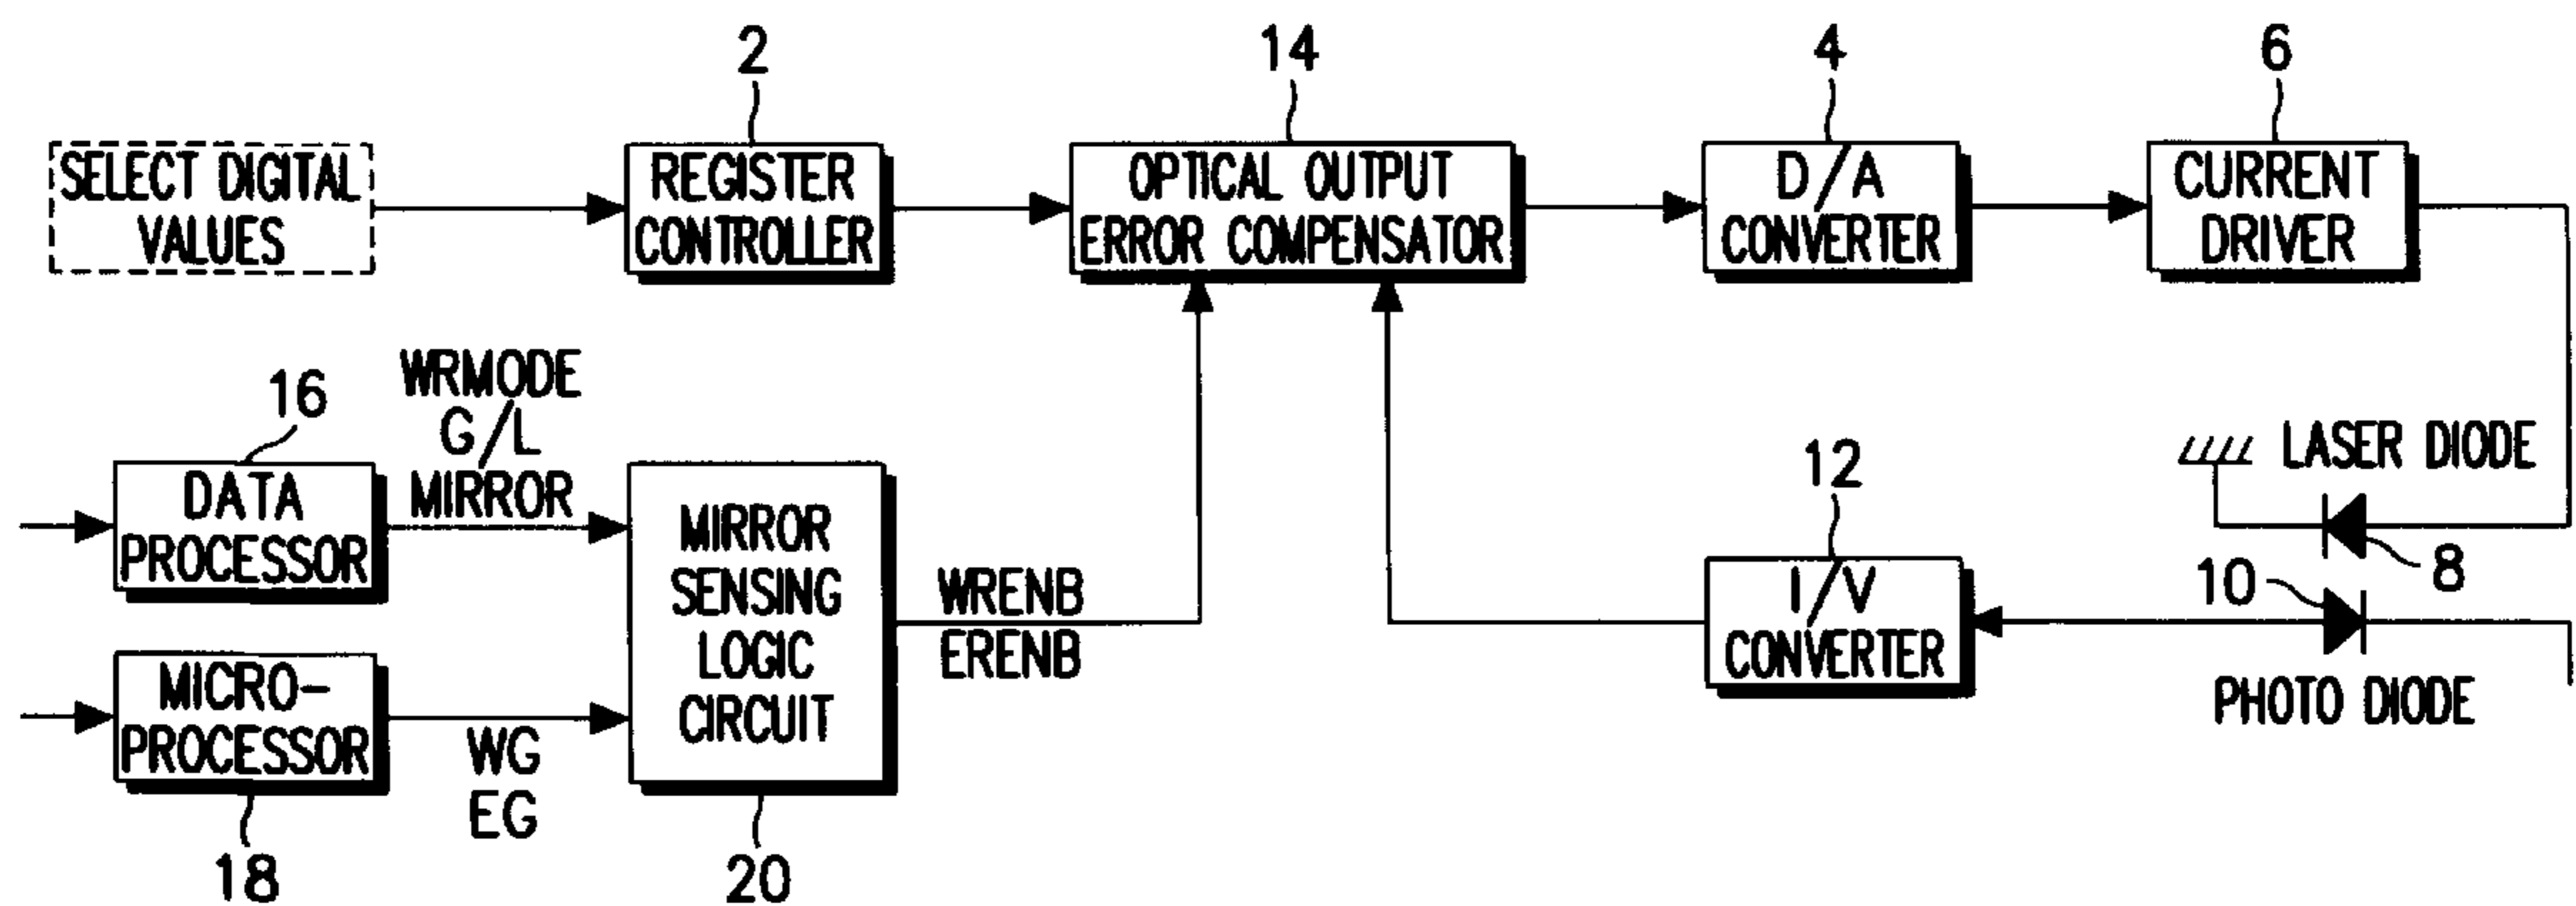 2
14
4
6
SELECT DIGITAL
VALUES
REGISTER
CONTROLLER
OPTICAL OUTPUT
ERROR COMPENSATOR
D/A
CONVERTER
CURRENT
DRIVER
16
WRMODE
G/L
MIRROR
DATA
PROCESSOR
MICRO-
PROCESSOR
18
WG
EG
MIRROR
SENSING
LOGIC
CIRCUIT
20
WRENB
ERENB
12
I/V
CONVERTER
LASER DIODE
8
10
PHOTO DIODE